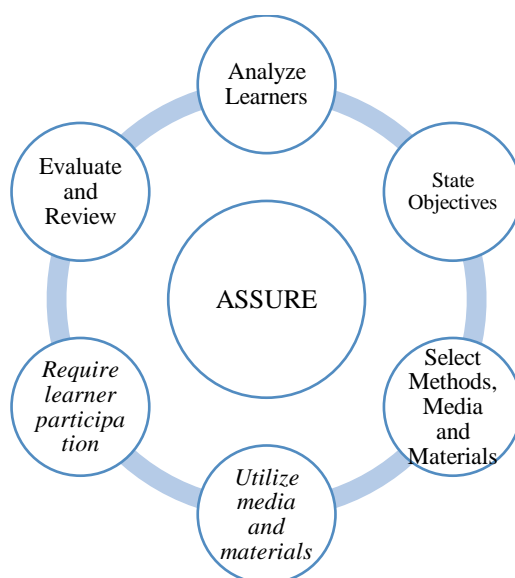 Analyze
Learners
State
Objectives
Select
Methods,
Media
and
Materials
Utilize
media
and
materials
Require
learner
participa
tion
Evaluate
and
Review
ASSURE